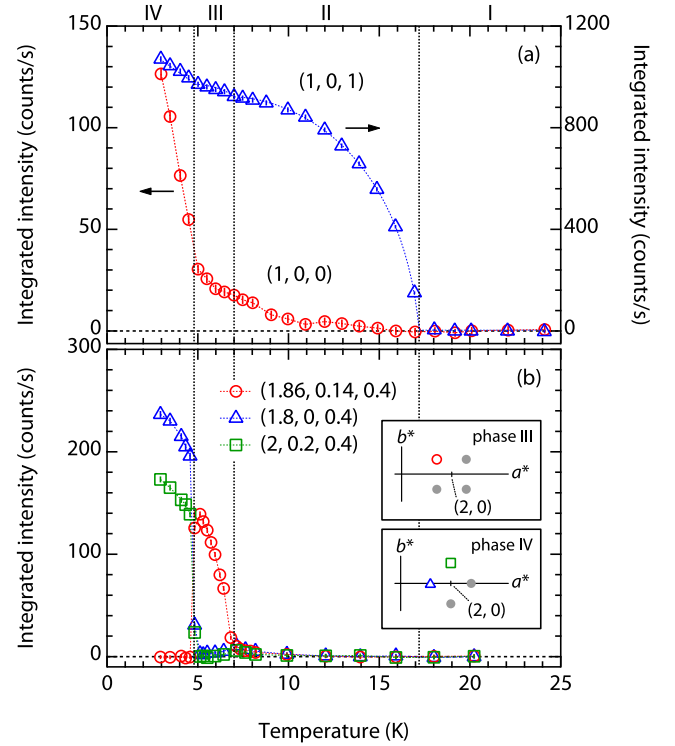 IV III II I
150 1200
(a)
(1, 0, 1)
100 800
50 400
(1, 0, 0)
0 0
Integrated intensity (counts/s)
Integrated intensity (counts/s)
300
(b)
(1.86, 0.14, 0.4)
(1.8, 0, 0.4)
(2, 0.2, 0.4)
200
100
0
Integrated intensity (counts/s)
phase III
b*
a*
(2, 0)
phase IV
b*
a*
(2, 0)
0 5 10 15 20 25
Temperature (K)